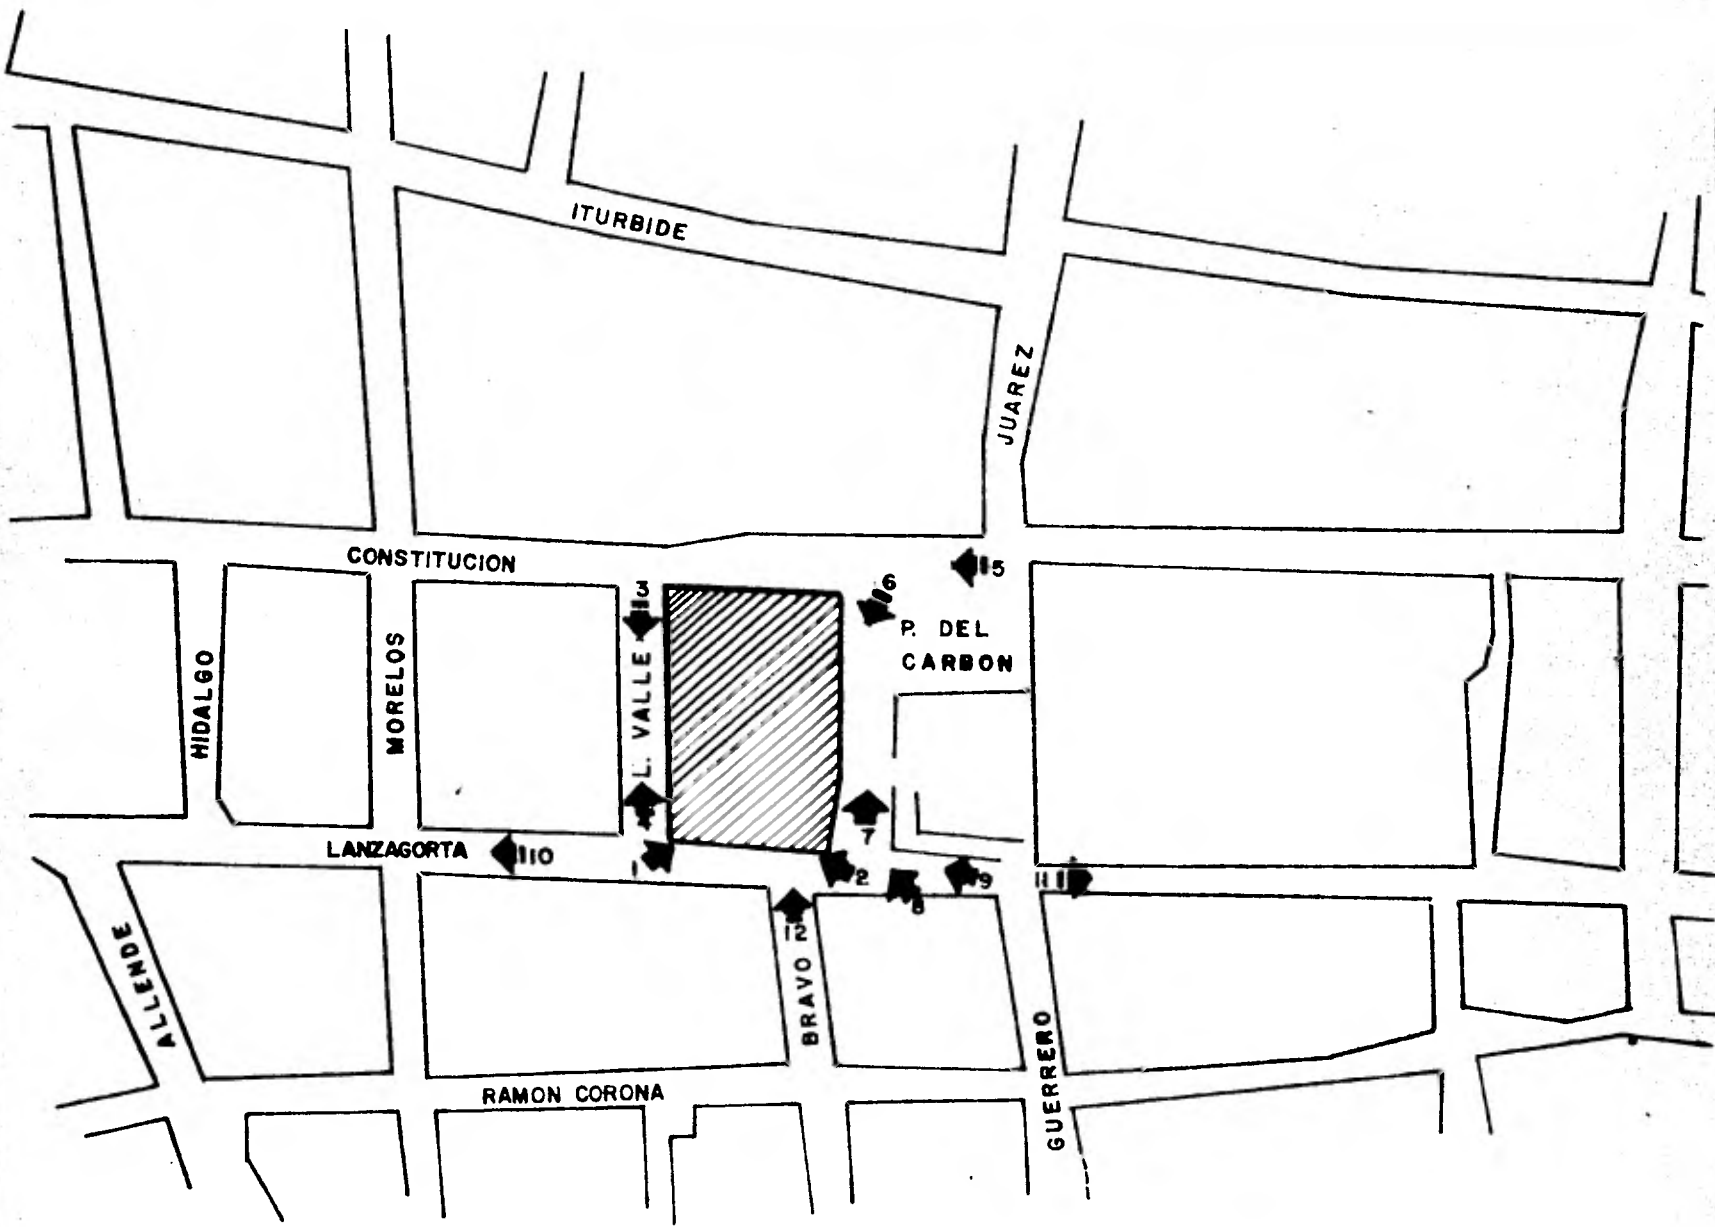 ITURBIDE
JUAREZ
CONSTITUCION
5
6
3
P. DEL
CARBON
HIDALGO
MORELOS
L. VALLE
4
7
LANZAGORTA
10
1
2
8
9
11
12
ALLENDE
BRAVO
GUERRERO
RAMON CORONA